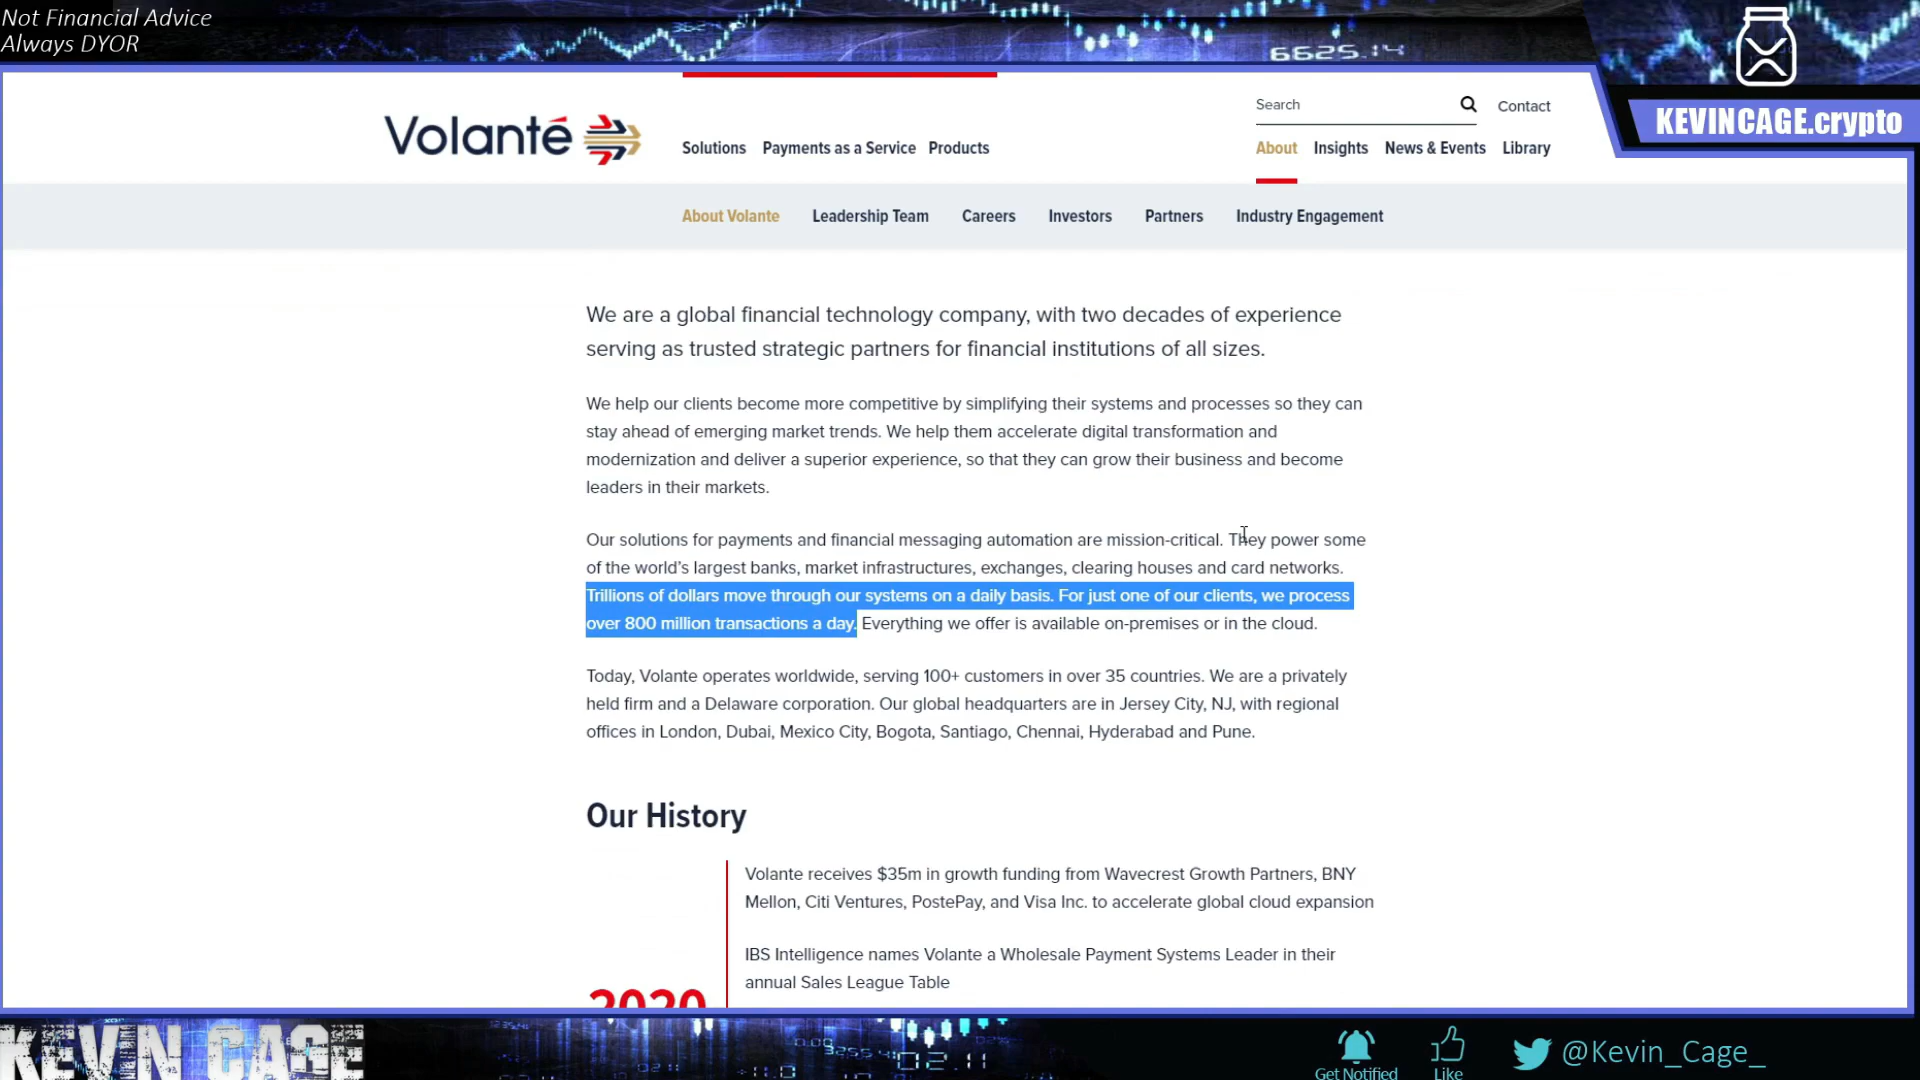 Not Financial Advice
Always DYOR
6625.14
KEVINCAGE.crypto
Volanté
Search
Contact
Solutions Payments as a Service Products
About Insights News & Events Library
About Volante Leadership Team Careers Investors Partners Industry Engagement
We are a global financial technology company, with two decades of experience
serving as trusted strategic partners for financial institutions of all sizes.
We help our clients become more competitive by simplifying their systems and processes so they can
stay ahead of emerging market trends. We help them accelerate digital transformation and
modernization and deliver a superior experience, so that they can grow their business and become
leaders in their markets.
Our solutions for payments and financial messaging automation are mission-critical. They power some
of the world's largest banks, market infrastructures, exchanges, clearing houses and card networks.
Trillions of dollars move through our systems on a daily basis. For just one of our clients, we process
over 800 million transactions a day. Everything we offer is available on-premises or in the cloud.
Today, Volante operates worldwide, serving 100+ customers in over 35 countries. We are a privately
held firm and a Delaware corporation. Our global headquarters are in Jersey City, NJ, with regional
offices in London, Dubai, Mexico City, Bogota, Santiago, Chennai, Hyderabad and Pune.
Our History
Volante receives $35m in growth funding from Wavecrest Growth Partners, BNY
Mellon, Citi Ventures, PostePay, and Visa Inc. to accelerate global cloud expansion
IBS Intelligence names Volante a Wholesale Payment Systems Leader in their
annual Sales League Table
2020
KEVIN CAGE
02.11
Get Notified
Like
@Kevin_Cage_